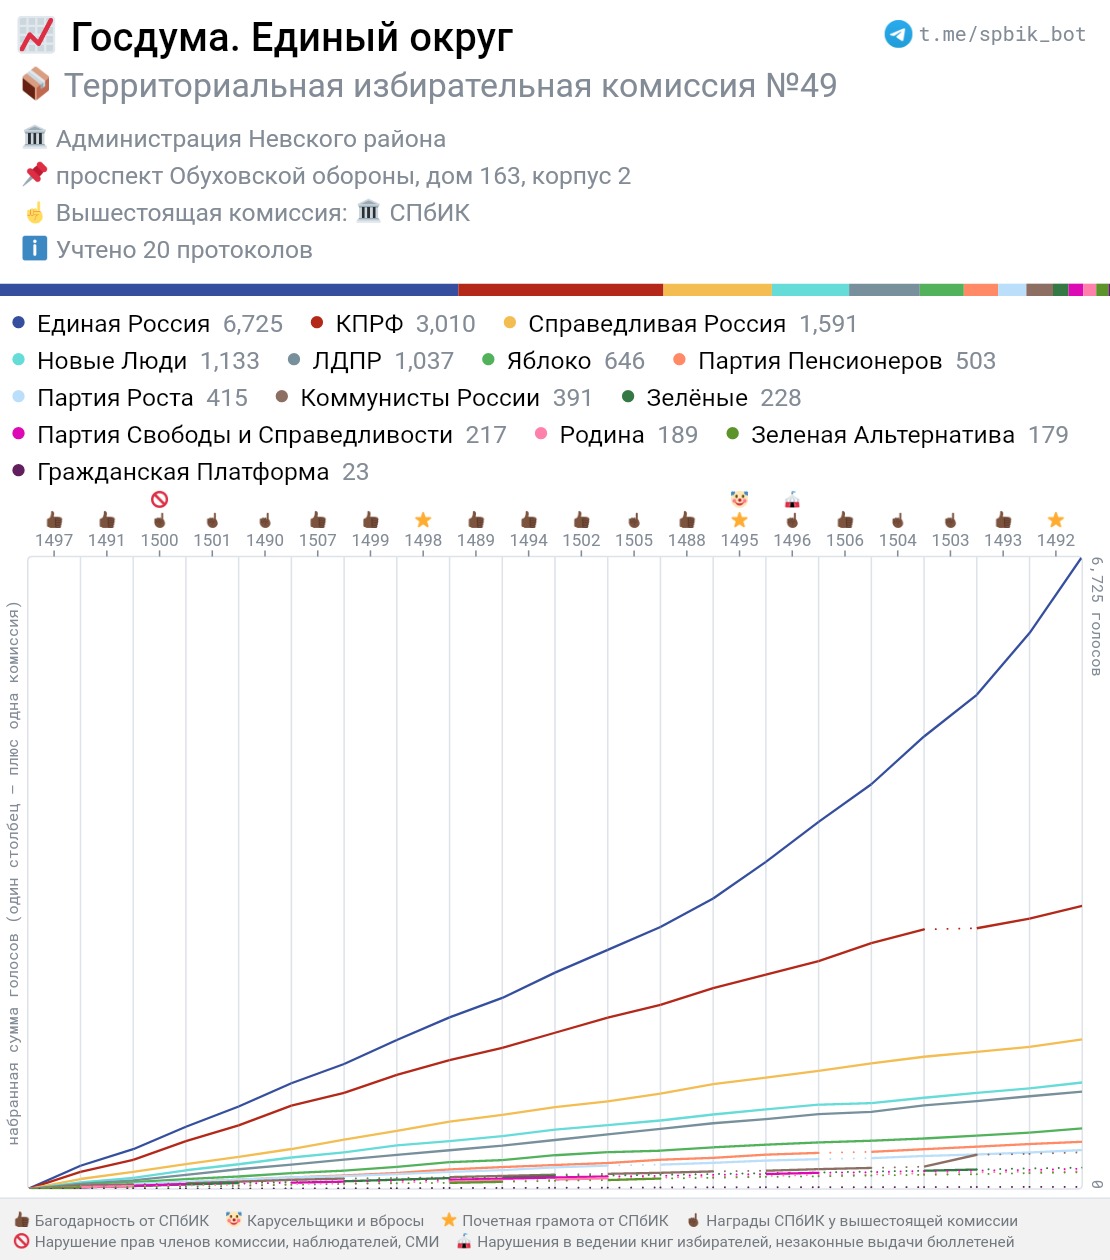 Госдума. Единый округ
t.me/spbik_bot
Территориальная избирательная комиссия №49
Администрация Невского района
проспект Обуховской обороны, дом 163, корпус 2
Вышестоящая комиссия: СПбИК
Учтено 20 протоколов
Единая Россия 6,725 КПРФ 3,010 Справедливая Россия 1,591
Новые Люди 1,133 ЛДПР 1,037 Яблоко 646 Партия Пенсионеров 503
Партия Роста 415 Коммунисты России 391 Зелёные 228
Партия Свободы и Справедливости 217 Родина 189 Зеленая Альтернатива 179
Гражданская Платформа 23
1497 1491 1500 1501 1490 1507 1499 1498 1489 1494 1502 1505 1488 1495 1496 1506 1504 1503 1493 1492
набранная сумма голосов (один столбец – плюс одна комиссия)
6,725 голосов
0
Багодарность от СПбИК Карусельщики и вбросы Почетная грамота от СПбИК Награды СПбИК у вышестоящей комиссии
Нарушение прав членов комиссии, наблюдателей, СМИ Нарушения в ведении книг избирателей, незаконные выдачи бюллетеней